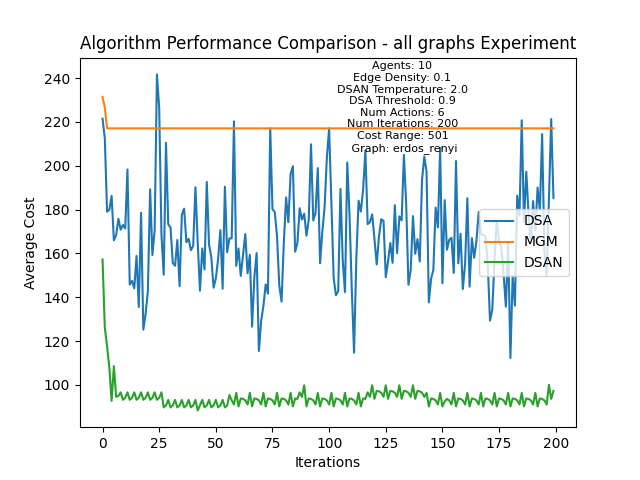 Algorithm Performance Comparison - all graphs Experiment
Agents: 10
Edge Density: 0.1
DSAN Temperature: 2.0
DSA Threshold: 0.9
Num Actions: 6
Num Iterations: 200
Cost Range: 501
Graph: erdos_renyi
240
220
200
180
160
140
120
100
Average Cost
DSA
MGM
DSAN
0
25
50
75
100
125
150
175
200
Iterations